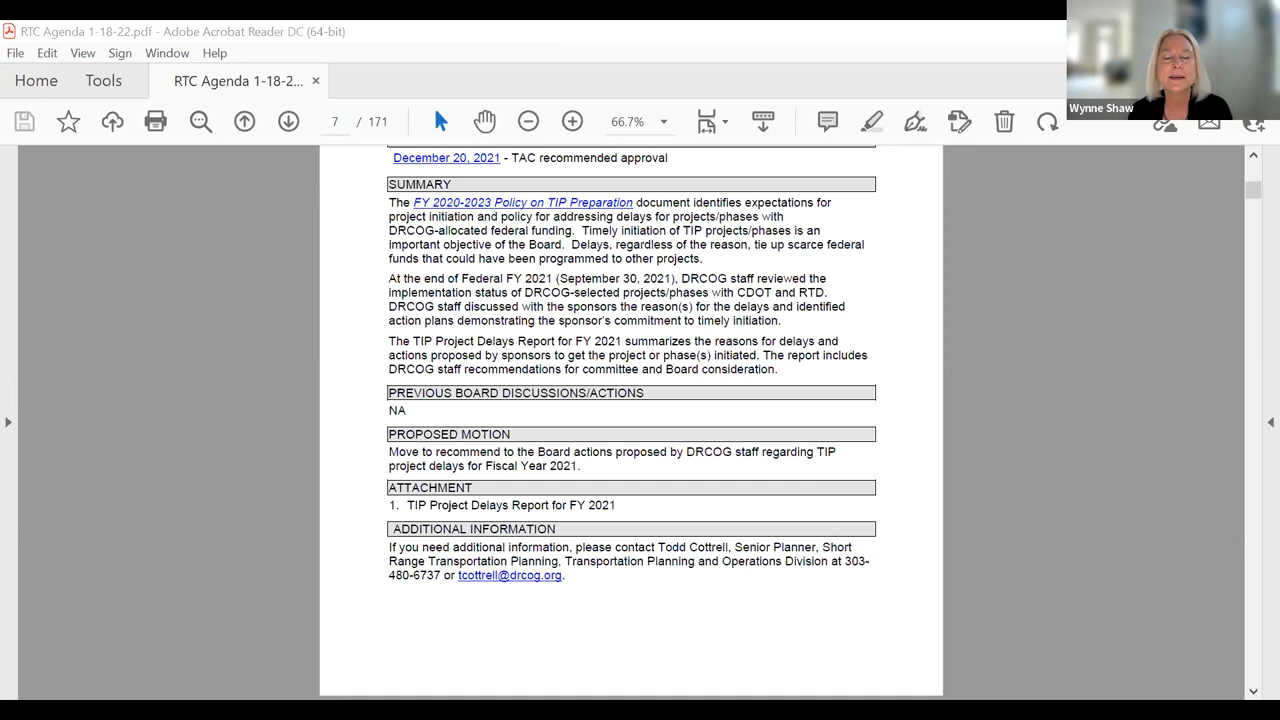 RTC Agenda 1-18-22.pdf - Adobe Acrobat Reader DC (64-bit)
File Edit View Sign Window Help
Home Tools RTC Agenda 1-18-2... ×
7 / 171 66.7%
Wynne Shaw
December 20, 2021 - TAC recommended approval
SUMMARY
The FY 2020-2023 Policy on TIP Preparation document identifies expectations for
project initiation and policy for addressing delays for projects/phases with
DRCOG-allocated federal funding. Timely initiation of TIP projects/phases is an
important objective of the Board. Delays, regardless of the reason, tie up scarce federal
funds that could have been programmed to other projects.
At the end of Federal FY 2021 (September 30, 2021), DRCOG staff reviewed the
implementation status of DRCOG-selected projects/phases with CDOT and RTD.
DRCOG staff discussed with the sponsors the reason(s) for the delays and identified
action plans demonstrating the sponsor's commitment to timely initiation.
The TIP Project Delays Report for FY 2021 summarizes the reasons for delays and
actions proposed by sponsors to get the project or phase(s) initiated. The report includes
DRCOG staff recommendations for committee and Board consideration.
PREVIOUS BOARD DISCUSSIONS/ACTIONS
NA
PROPOSED MOTION
Move to recommend to the Board actions proposed by DRCOG staff regarding TIP
project delays for Fiscal Year 2021.
ATTACHMENT
1. TIP Project Delays Report for FY 2021
ADDITIONAL INFORMATION
If you need additional information, please contact Todd Cottrell, Senior Planner, Short
Range Transportation Planning, Transportation Planning and Operations Division at 303-
480-6737 or tcottrell@drcog.org.